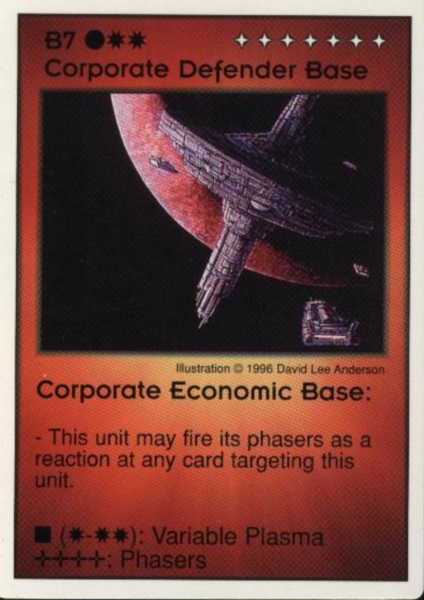 B7 ●✷✷ ✦✦✦✦✦✦✦
Corporate Defender Base
Illustration © 1996 David Lee Anderson
Corporate Economic Base:
- This unit may fire its phasers as a
reaction at any card targeting this
unit.
■ (✷-✷✷): Variable Plasma
✛✛✛✛: Phasers